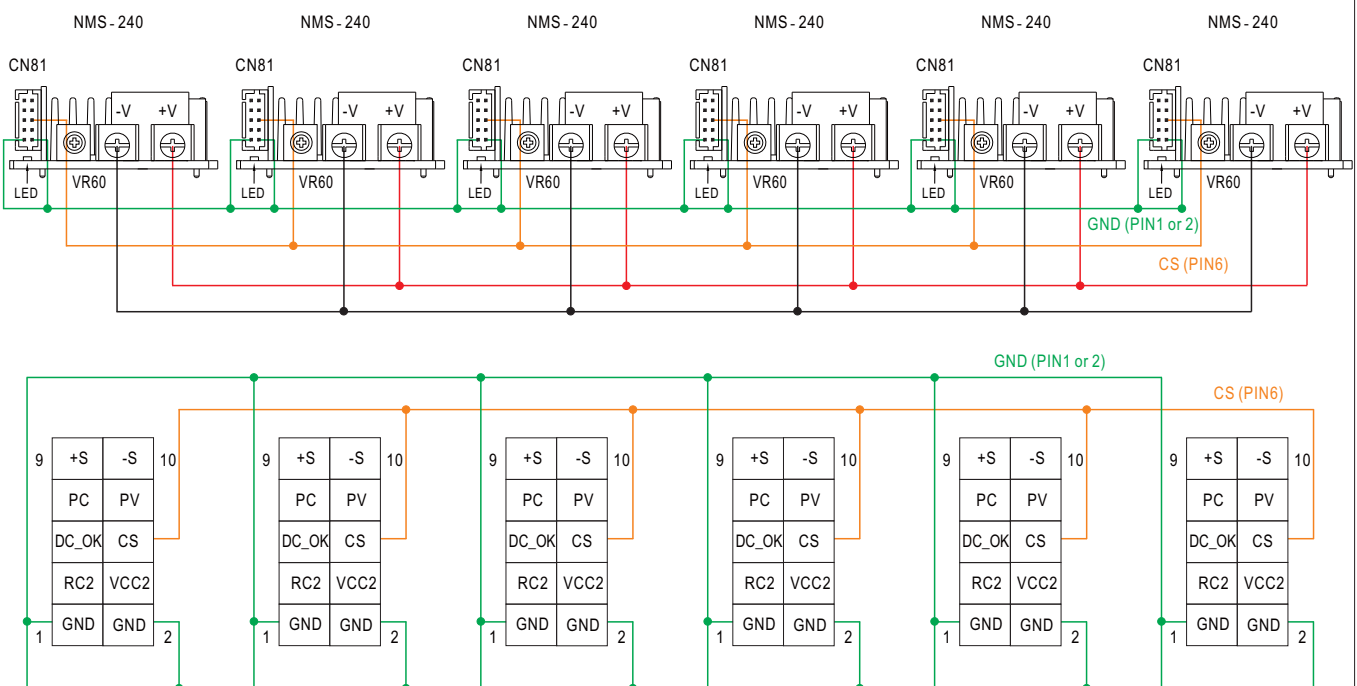 NMS-240 NMS-240 NMS-240 NMS-240 NMS-240 NMS-240
CN81 CN81 CN81 CN81 CN81 CN81
-V +V -V +V -V +V -V +V -V +V -V +V
LED VR60 LED VR60 LED VR60 LED VR60 LED VR60 LED VR60
GND (PIN1 or 2)
CS (PIN6)
GND (PIN1 or 2)
CS (PIN6)
9 +S -S 10 9 +S -S 10 9 +S -S 10 9 +S -S 10 9 +S -S 10 9 +S -S 10
PC PV PC PV PC PV PC PV PC PV PC PV
DC_OK CS DC_OK CS DC_OK CS DC_OK CS DC_OK CS DC_OK CS
RC2 VCC2 RC2 VCC2 RC2 VCC2 RC2 VCC2 RC2 VCC2 RC2 VCC2
1 GND GND 2 1 GND GND 2 1 GND GND 2 1 GND GND 2 1 GND GND 2 1 GND GND 2